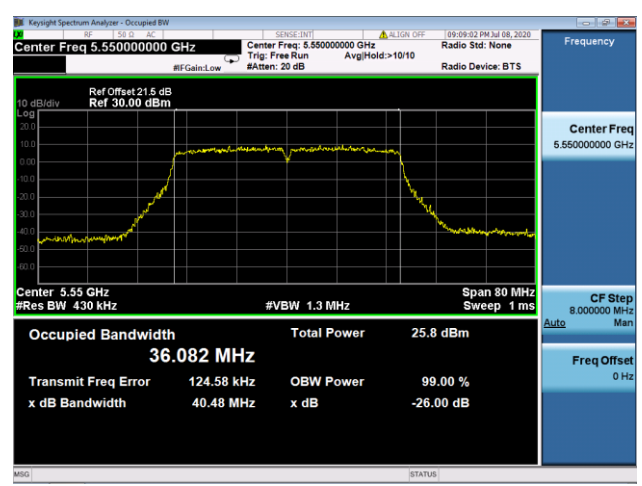 Keysight Spectrum Analyzer - Occupied BW
RF 50 Ω AC SENSE:INT ALIGN OFF 09:09:02 PM Jul 08, 2020
Center Freq 5.550000000 GHz Center Freq: 5.550000000 GHz Radio Std: None Frequency
Trig: Free Run Avg|Hold:>10/10
#IFGain:Low #Atten: 20 dB Radio Device: BTS
Ref Offset 21.5 dB
10 dB/div Ref 30.00 dBm
Log
20.0
10.0
0.00
-10.0
-20.0
-30.0
-40.0
-50.0
-60.0
Center Freq
5.550000000 GHz
Center 5.55 GHz Span 80 MHz
#Res BW 430 kHz #VBW 1.3 MHz Sweep 1 ms
CF Step
8.000000 MHz
Auto Man
Occupied Bandwidth Total Power 25.8 dBm
36.082 MHz
Freq Offset
0 Hz
Transmit Freq Error 124.58 kHz OBW Power 99.00 %
x dB Bandwidth 40.48 MHz x dB -26.00 dB
MSG STATUS